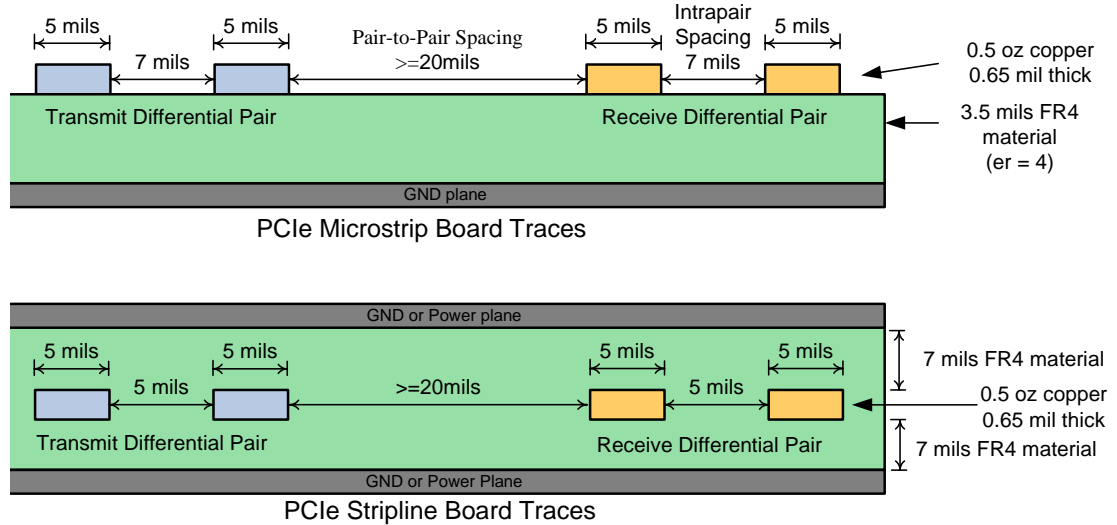 5 mils
5 mils
Pair-to-Pair Spacing
>=20mils
5 mils
Intrapair
Spacing
7 mils
5 mils
7 mils
0.5 oz copper
0.65 mil thick
Transmit Differential Pair
Receive Differential Pair
3.5 mils FR4
material
(er = 4)
GND plane
PCIe Microstrip Board Traces
GND or Power plane
5 mils
5 mils
5 mils
5 mils
7 mils FR4 material
5 mils
>=20mils
5 mils
0.5 oz copper
0.65 mil thick
Transmit Differential Pair
Receive Differential Pair
7 mils FR4 material
GND or Power Plane
PCIe Stripline Board Traces